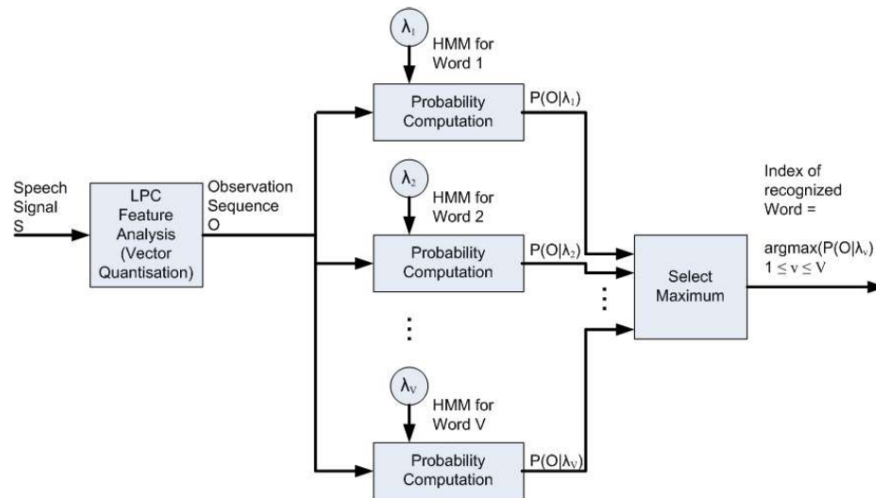 λ1
HMM for
Word 1
Probability
Computation
P(O|λ1)
Speech
Signal
S
LPC
Feature
Analysis
(Vector
Quantisation)
Observation
Sequence
O
λ2
HMM for
Word 2
Probability
Computation
P(O|λ2)
⋮
λV
HMM for
Word V
Probability
Computation
P(O|λV)
⋮
Select
Maximum
Index of
recognized
Word =
argmax(P(O|λv)
1 ≤ v ≤ V